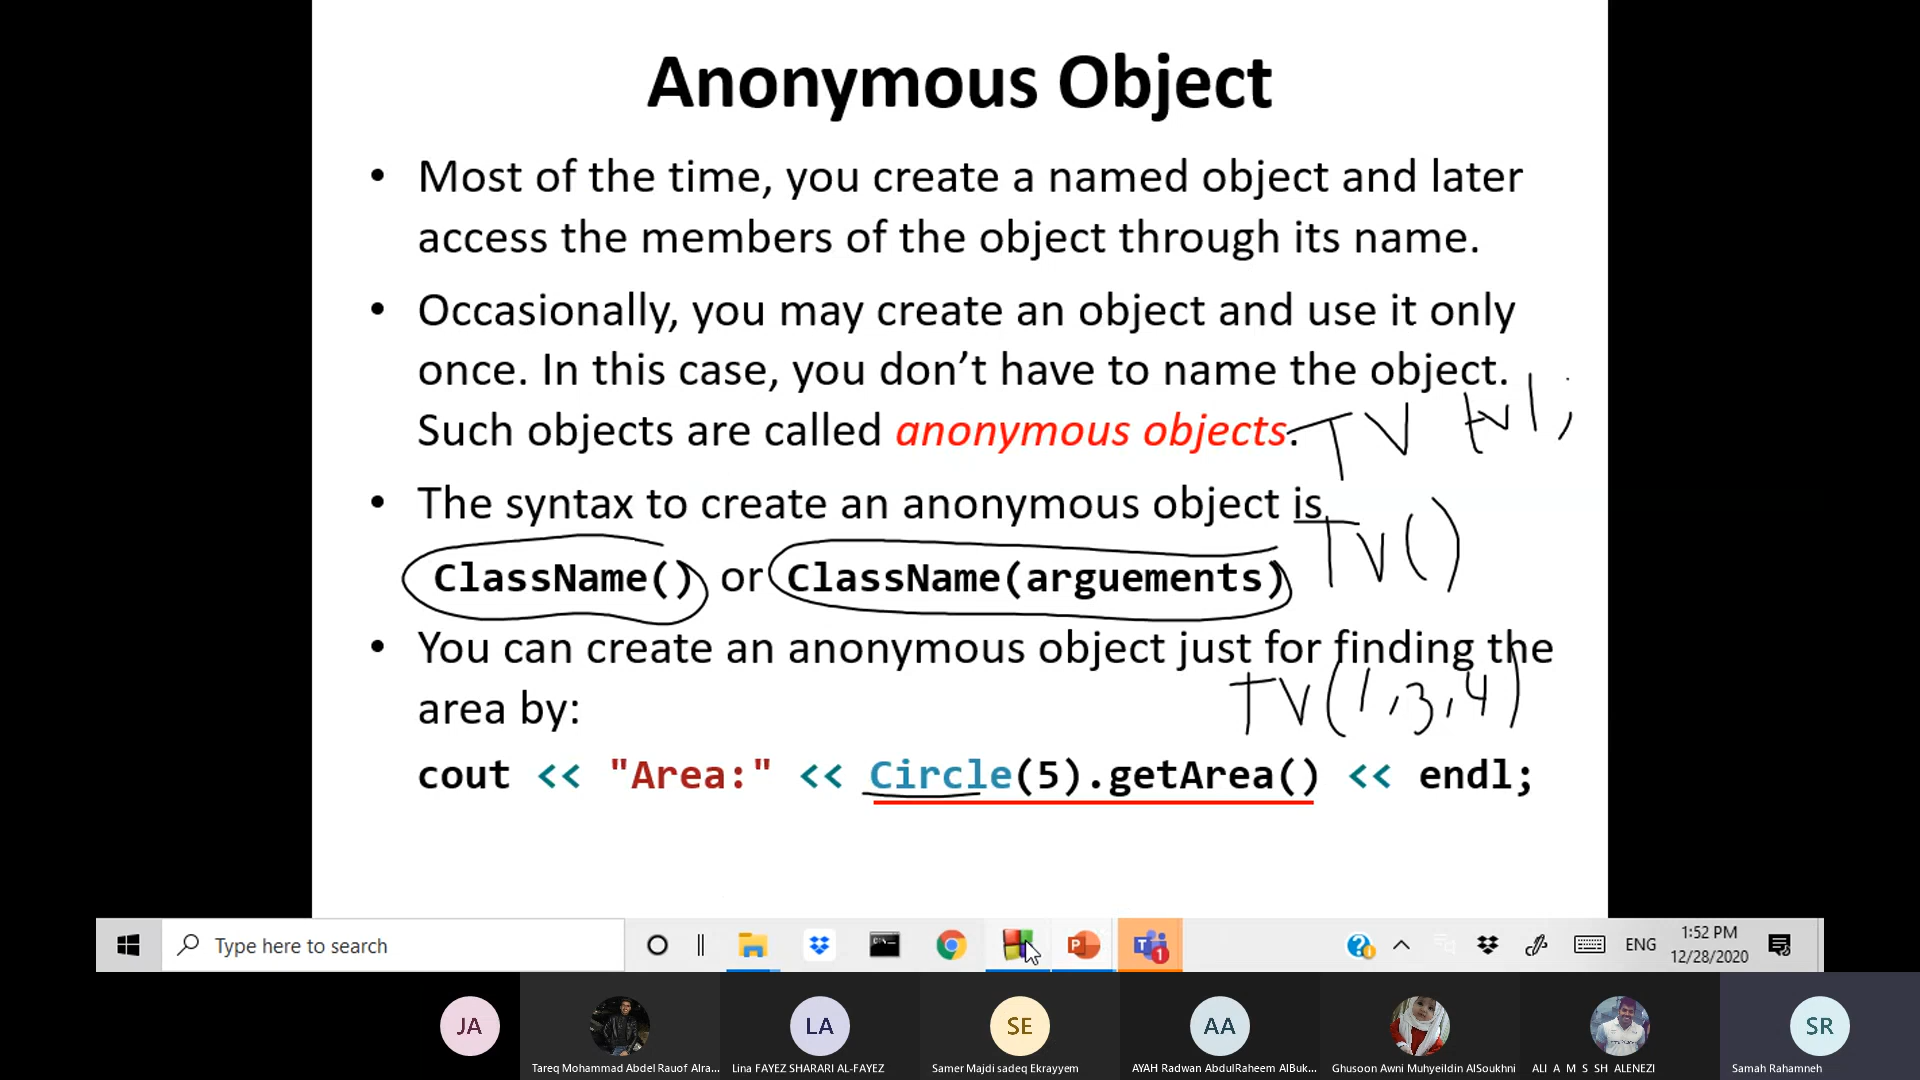 Anonymous Object
• Most of the time, you create a named object and later
access the members of the object through its name.
• Occasionally, you may create an object and use it only
once. In this case, you don’t have to name the object.
Such objects are called anonymous objects.
TV tv1;
• The syntax to create an anonymous object is
TV()
ClassName() or ClassName(arguements)
• You can create an anonymous object just for finding the
area by:
TV(1,3,4)
cout << "Area:" << Circle(5).getArea() << endl;
Type here to search
ENG
1:52 PM
12/28/2020
JA
LA
SE
AA
SR
Tareq Mohammad Abdel Raouf Alra...
Lina FAYEZ SHARARI AL-FAYEZ
Samer Majdi sadeq Ekrayyem
AYAH Radwan AbdulRaheem AlBuk...
Ghusoon Awni Muhyeildin AlSoukhni
ALI A M S SH ALENEZI
Samah Rahamneh